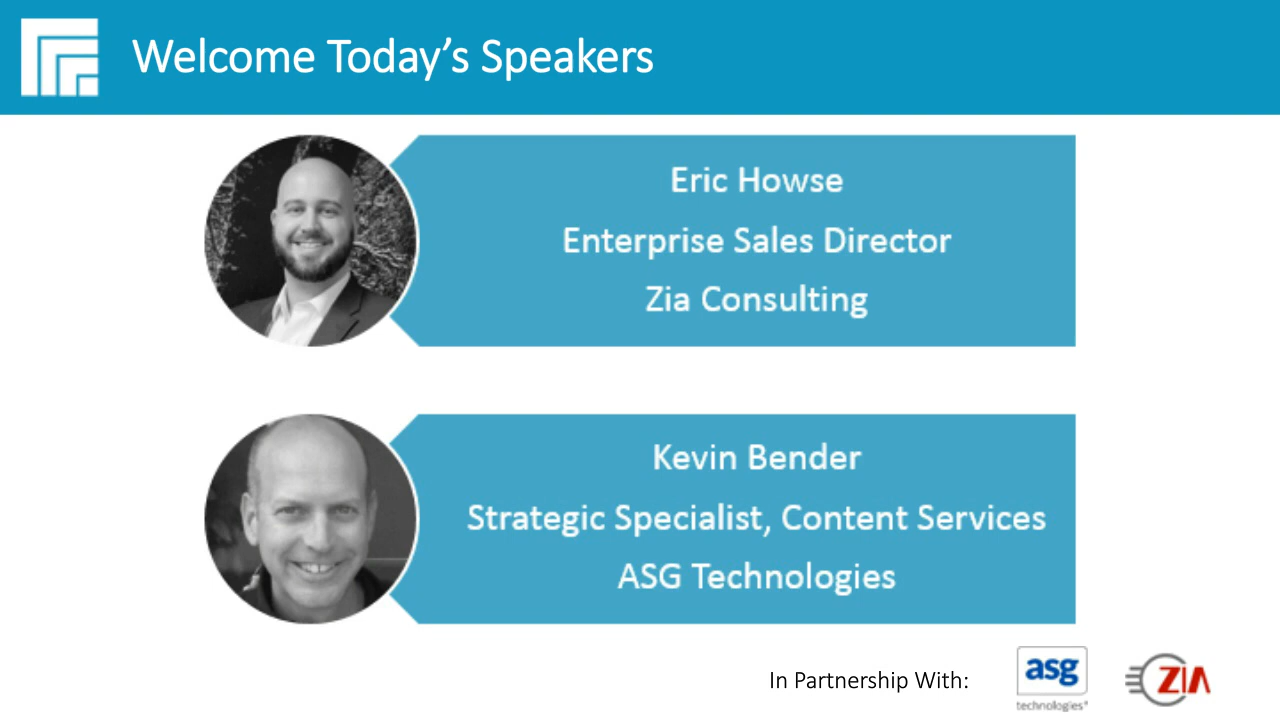 Welcome Today’s Speakers
Eric Howse
Enterprise Sales Director
Zia Consulting
Kevin Bender
Strategic Specialist, Content Services
ASG Technologies
In Partnership With:
asg
technologies®
ZIA